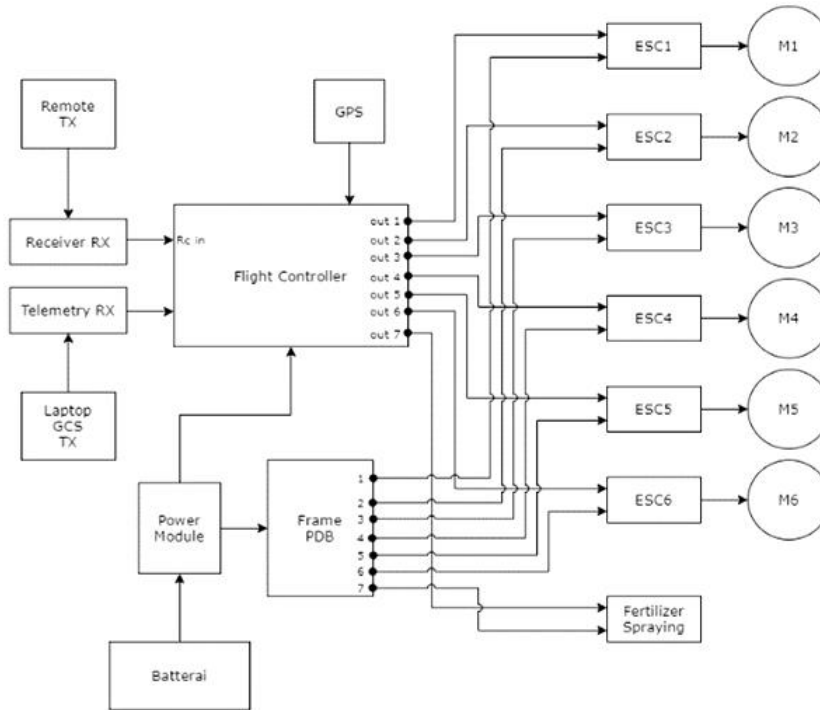 Remote
TX
GPS
ESC1
M1
ESC2
M2
Receiver RX
Rc in
Flight Controller
out 1
out 2
out 3
out 4
out 5
out 6
out 7
ESC3
M3
Telemetry RX
ESC4
M4
Laptop
GCS
TX
ESC5
M5
Power
Module
Frame
PDB
1
2
3
4
5
6
7
ESC6
M6
Fertilizer
Spraying
Batterai